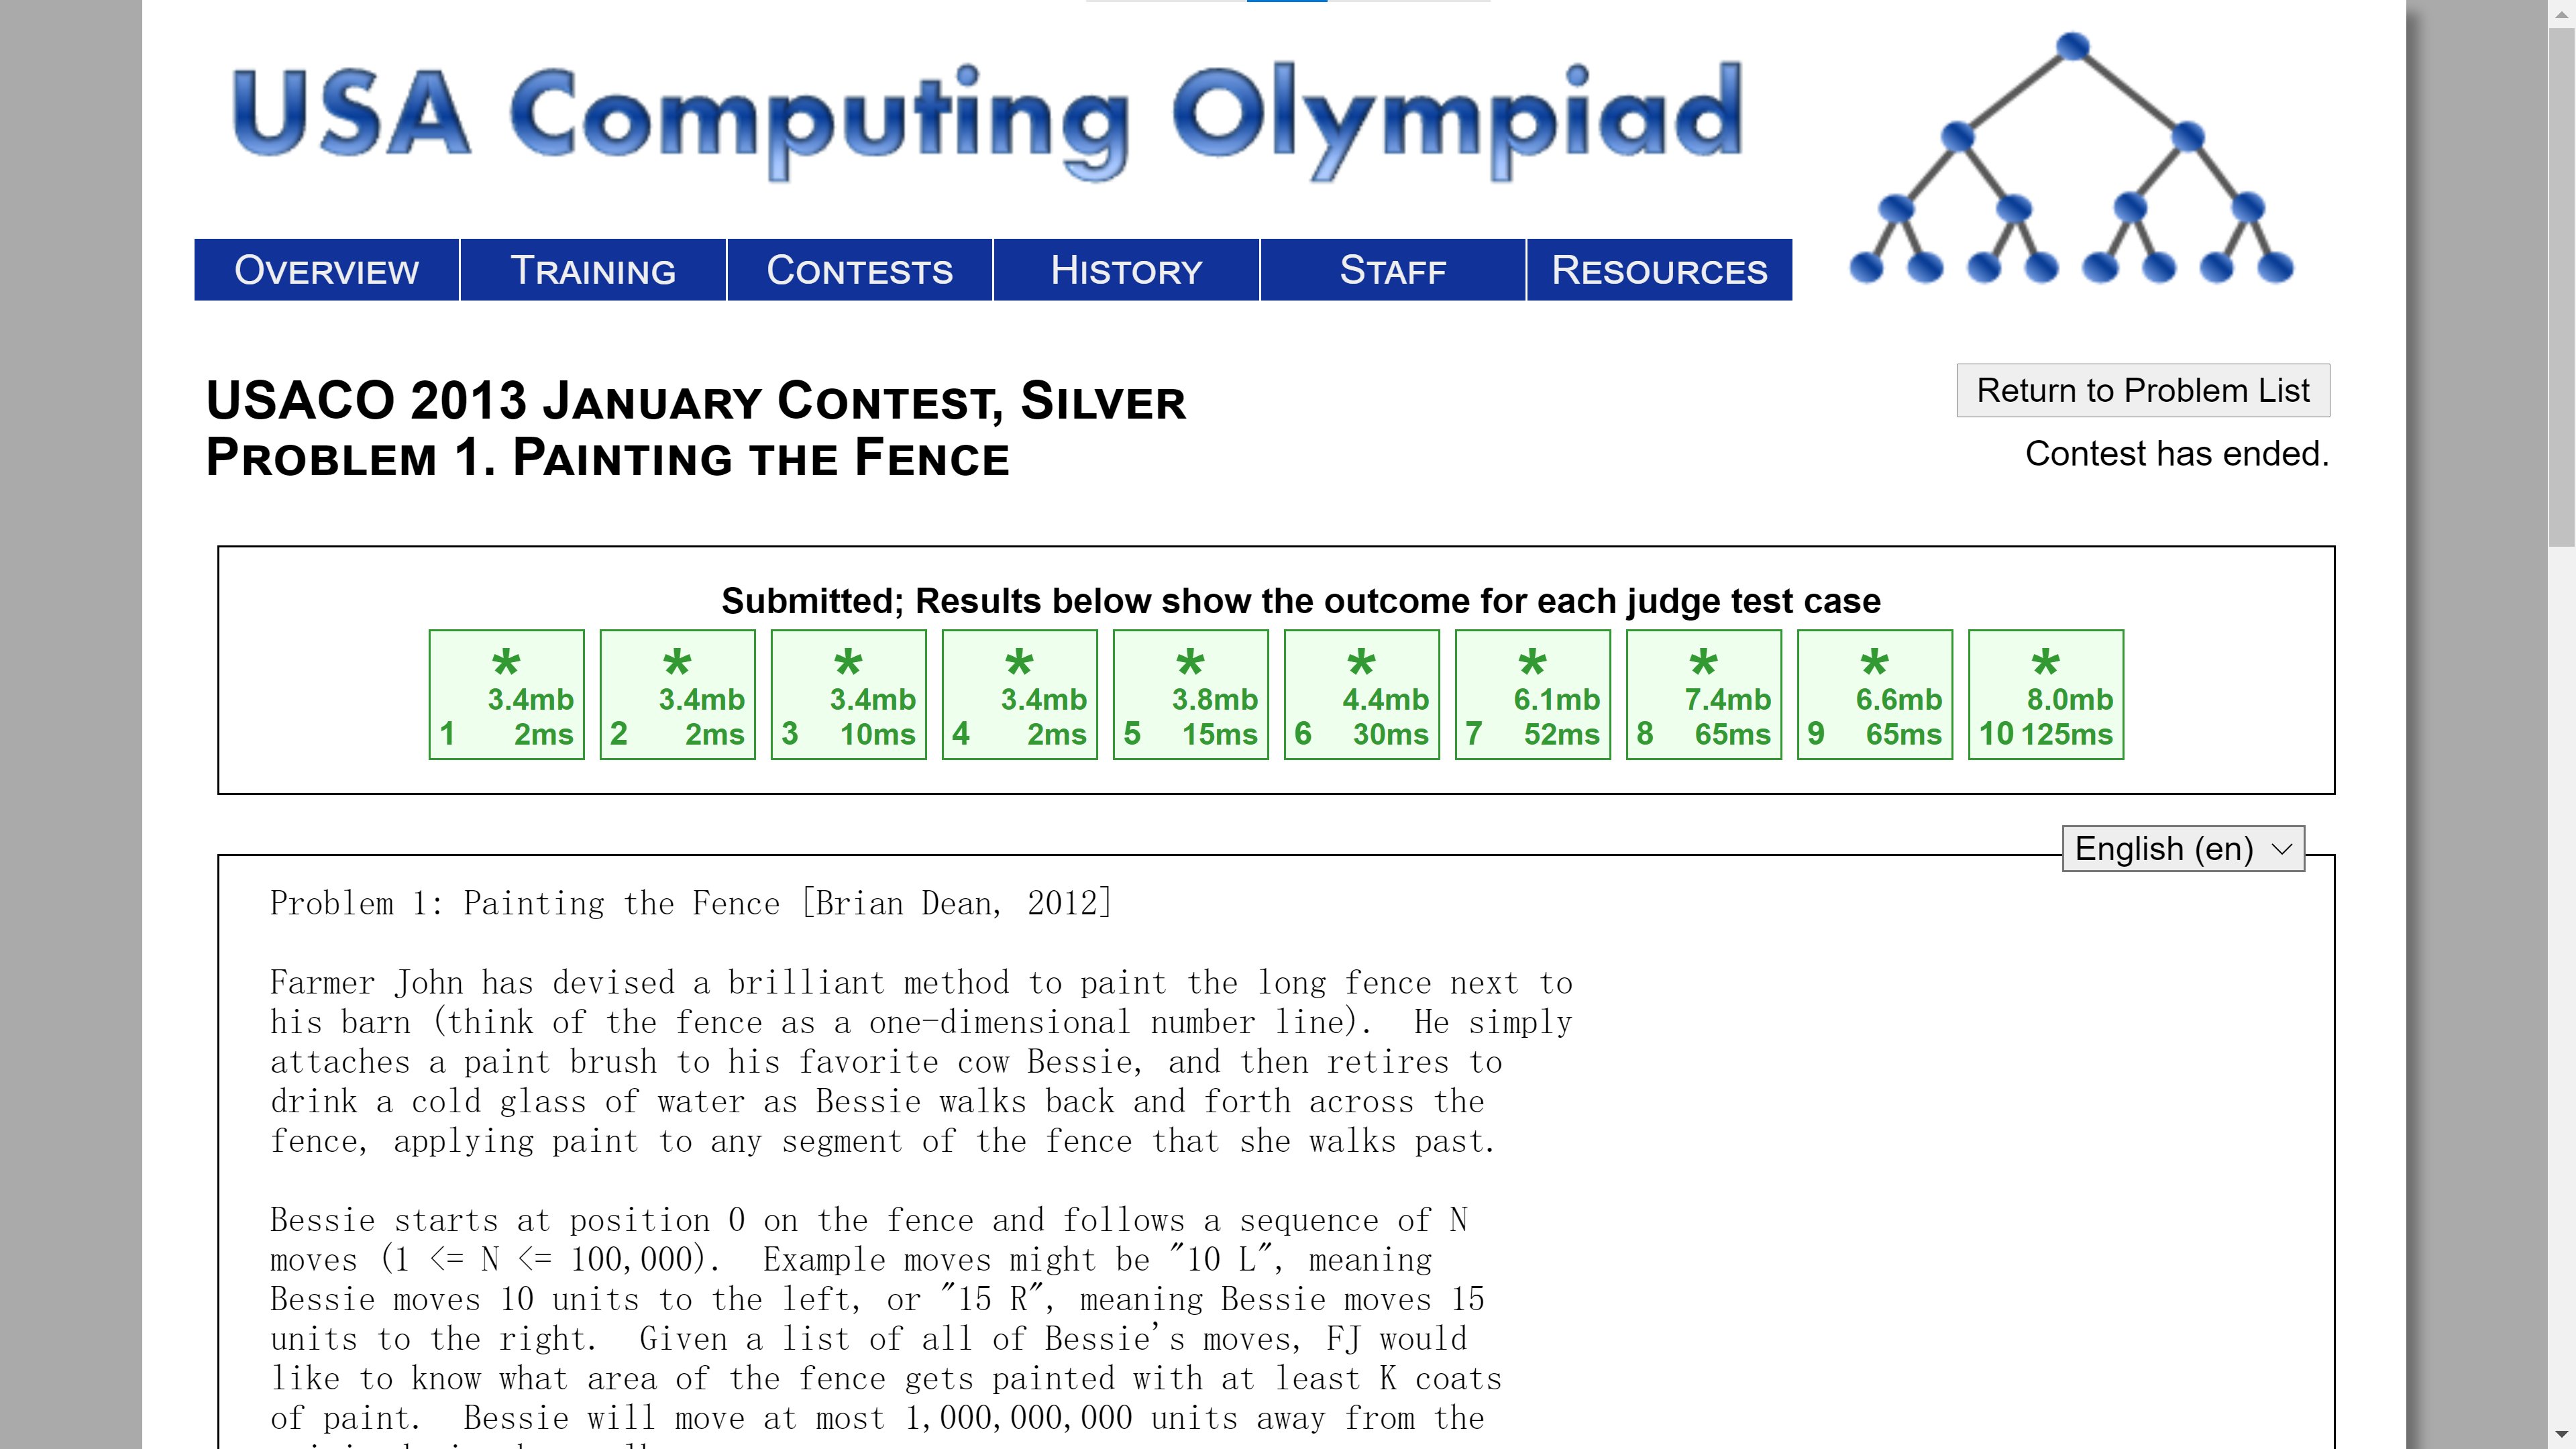 USA Computing Olympiad
OVERVIEW TRAINING CONTESTS HISTORY STAFF RESOURCES
USACO 2013 JANUARY CONTEST, SILVER
PROBLEM 1. PAINTING THE FENCE
Return to Problem List
Contest has ended.
Submitted; Results below show the outcome for each judge test case
* * * * * * * * * *
3.4mb 3.4mb 3.4mb 3.4mb 3.8mb 4.4mb 6.1mb 7.4mb 6.6mb 8.0mb
1 2ms 2 2ms 3 10ms 4 2ms 5 15ms 6 30ms 7 52ms 8 65ms 9 65ms 10 125ms
English (en)
Problem 1: Painting the Fence [Brian Dean, 2012]
Farmer John has devised a brilliant method to paint the long fence next to
his barn (think of the fence as a one-dimensional number line).  He simply
attaches a paint brush to his favorite cow Bessie, and then retires to
drink a cold glass of water as Bessie walks back and forth across the
fence, applying paint to any segment of the fence that she walks past.
Bessie starts at position 0 on the fence and follows a sequence of N
moves (1 <= N <= 100,000).  Example moves might be "10 L", meaning
Bessie moves 10 units to the left, or "15 R", meaning Bessie moves 15
units to the right.  Given a list of all of Bessie's moves, FJ would
like to know what area of the fence gets painted with at least K coats
of paint.  Bessie will move at most 1,000,000,000 units away from the